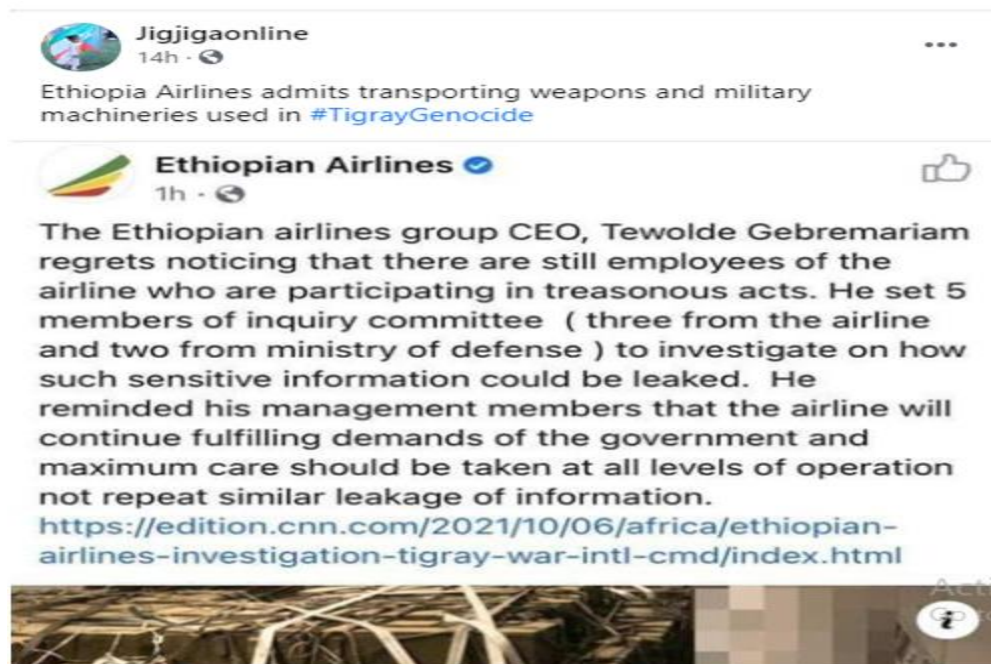 Jigjigaonline
14h ·
Ethiopia Airlines admits transporting weapons and military
machineries used in #TigrayGenocide
Ethiopian Airlines
1h ·
The Ethiopian airlines group CEO, Tewolde Gebremariam
regrets noticing that there are still employees of the
airline who are participating in treasonous acts. He set 5
members of inquiry committee ( three from the airline
and two from ministry of defense ) to investigate on how
such sensitive information could be leaked. He
reminded his management members that the airline will
continue fulfilling demands of the government and
maximum care should be taken at all levels of operation
not repeat similar leakage of information.
https://edition.cnn.com/2021/10/06/africa/ethiopian-
airlines-investigation-tigray-war-intl-cmd/index.html